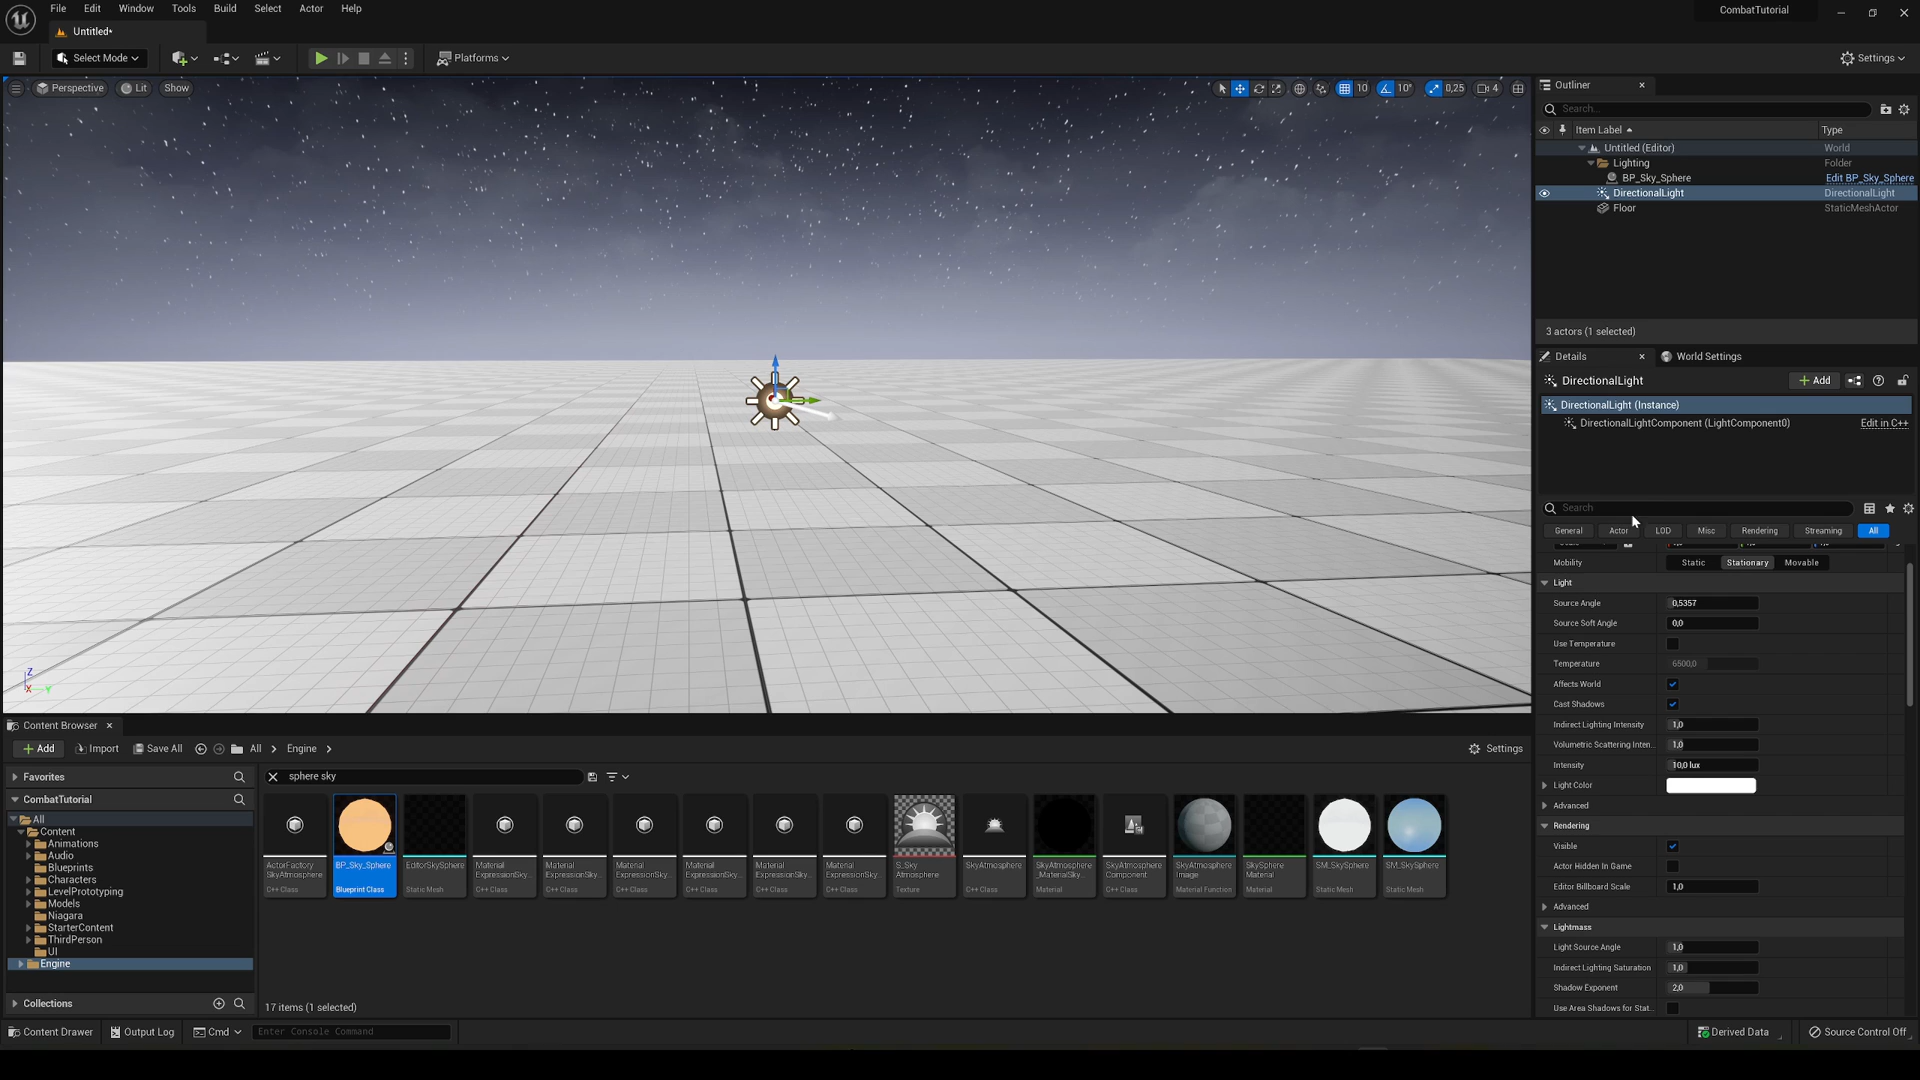 File Edit Window Tools Build Select Actor Help
CombatTutorial
Untitled*
Select Mode
Platforms
Settings
Perspective Lit Show
10 10° 0,25 4
Outliner
Search...
Item Label Type
Untitled (Editor) World
Lighting Folder
BP_Sky_Sphere Edit BP_Sky_Sphere
DirectionalLight DirectionalLight
Floor StaticMeshActor
3 actors (1 selected)
Details World Settings
DirectionalLight
Add
DirectionalLight (Instance)
DirectionalLightComponent (LightComponent0) Edit in C++
Search
General Actor LOD Misc Rendering Streaming All
Mobility Static Stationary Movable
Light
Source Angle 0,5357
Source Soft Angle 0,0
Use Temperature
Temperature 6500,0
Affects World
Cast Shadows
Indirect Lighting Intensity 1,0
Volumetric Scattering Inten... 1,0
Intensity 10,0 lux
Light Color
Advanced
Rendering
Visible
Actor Hidden In Game
Editor Billboard Scale 1,0
Advanced
Lightmass
Light Source Angle 1,0
Indirect Lighting Saturation 1,0
Shadow Exponent 2,0
Use Area Shadows for Stat...
Z
X
Y
Content Browser
Add Import Save All All Engine Settings
Favorites
CombatTutorial
All
Content
Animations
Audio
Blueprints
Characters
LevelPrototyping
Models
Niagara
StarterContent
ThirdPerson
UI
Engine
Collections
sphere sky
ActorFactory
SkyAtmosphere
C++ Class
BP_Sky_Sphere
Blueprint Class
EditorSkySphere
Static Mesh
Material
ExpressionSky...
C++ Class
Material
ExpressionSky...
C++ Class
Material
ExpressionSky...
C++ Class
Material
ExpressionSky...
C++ Class
Material
ExpressionSky...
C++ Class
Material
ExpressionSky...
C++ Class
S_Sky
Atmosphere
Texture
SkyAtmosphere
C++ Class
SkyAtmosphere
_MaterialSky...
Material
SkyAtmosphere
Component
C++ Class
SkyAtmosphere
Image
Material Function
SkySphere
Material
Material
SM_SkySphere
Static Mesh
SM_SkySphere
Static Mesh
17 items (1 selected)
Content Drawer Output Log Cmd Enter Console Command
Derived Data Source Control Off